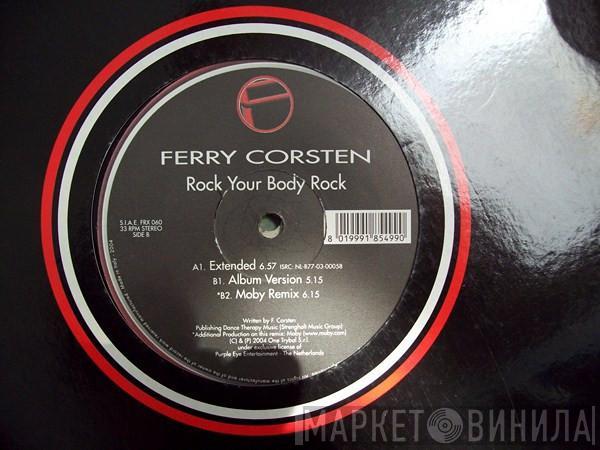 FERRY CORSTEN
Rock Your Body Rock
S.I.A.E. FRX 060
33 RPM STEREO
SIDE B
8 019991 854990
A1. Extended 6.57 ISRC: NL-B77-03-00058
B1. Album Version 5.15
*B2. Moby Remix 6.15
Written by F. Corsten
Publishing Dance Therapy Music (Strengholt Music Group)
*Additional Production on this remix: Moby (www.moby.com)
(C) & (P) 2004 One Trybal S.r.l.
under exclusive license of
Purple Eye Entertainment - The Netherlands
МАРКЕТ ВИНИЛА